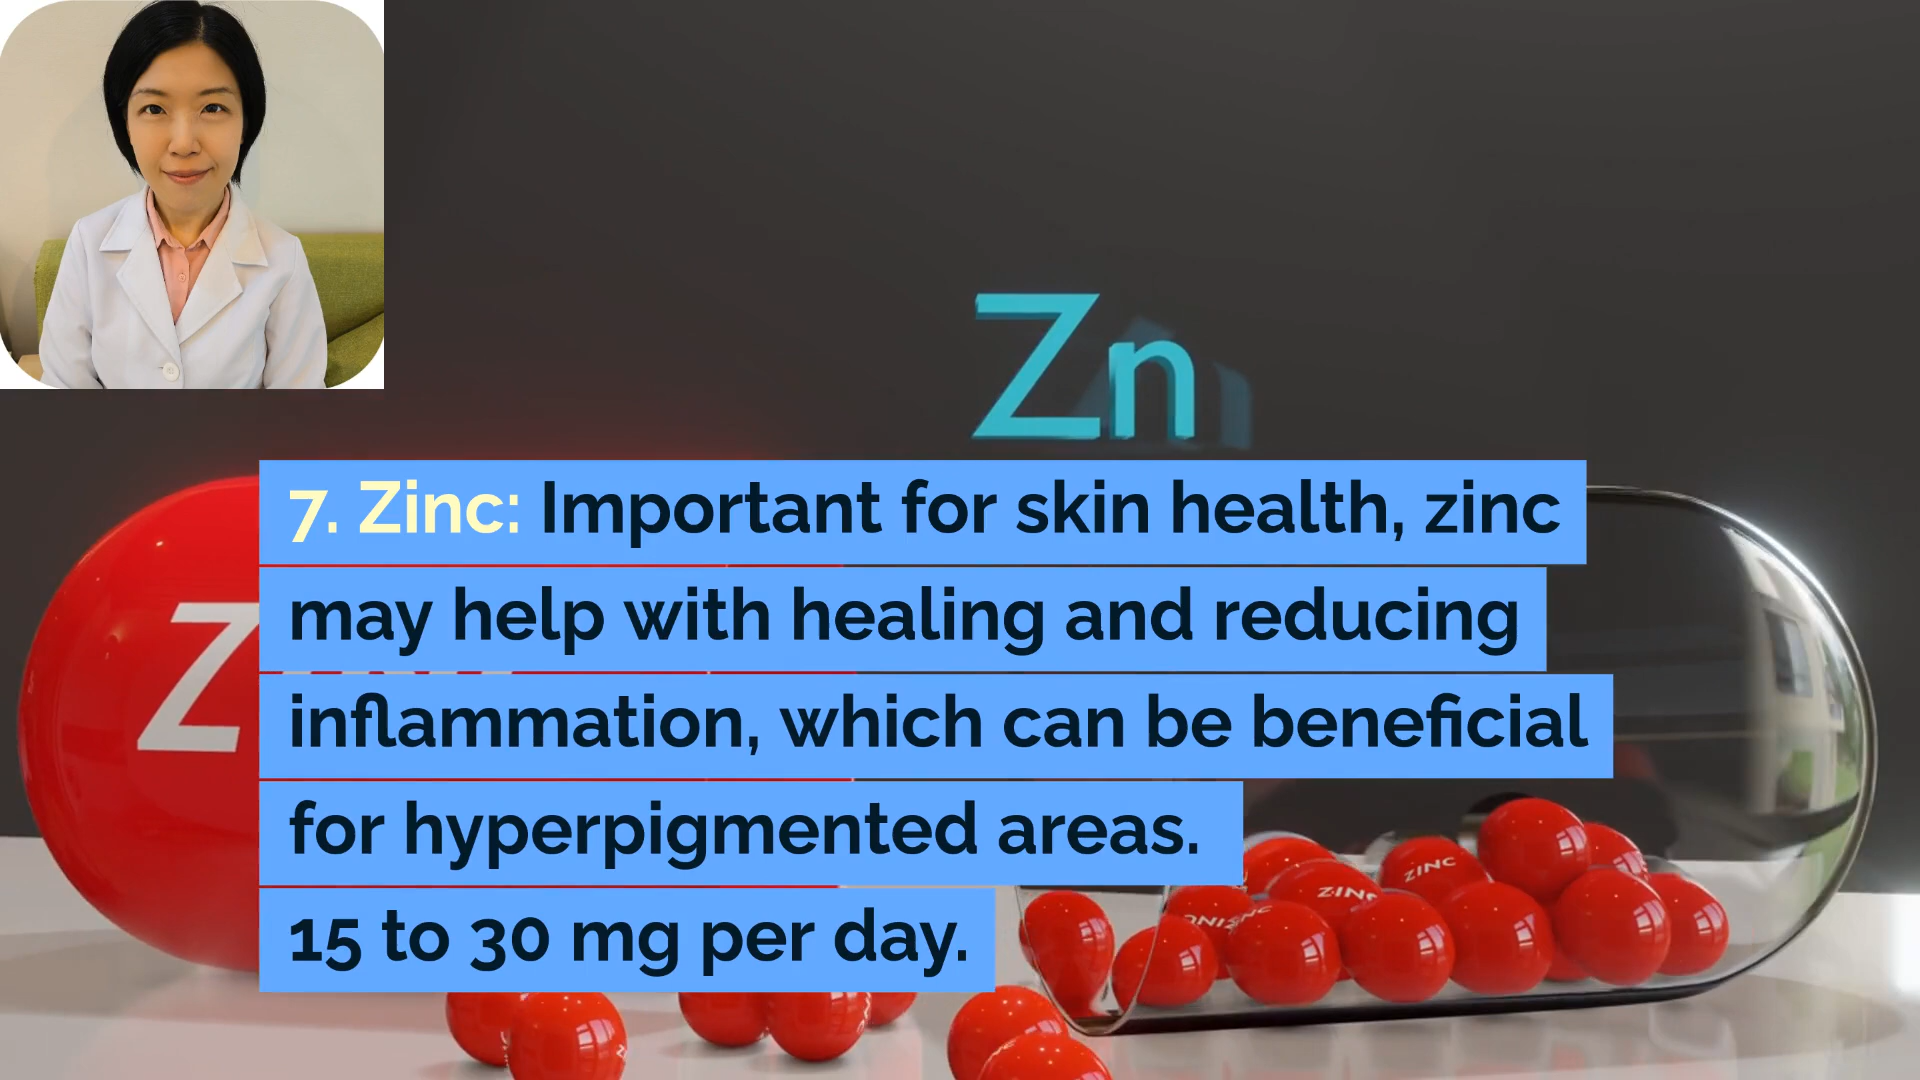 Zn
7. Zinc: Important for skin health, zinc
may help with healing and reducing
inflammation, which can be beneficial
for hyperpigmented areas.
15 to 30 mg per day.
Z
ZINC
ZINC